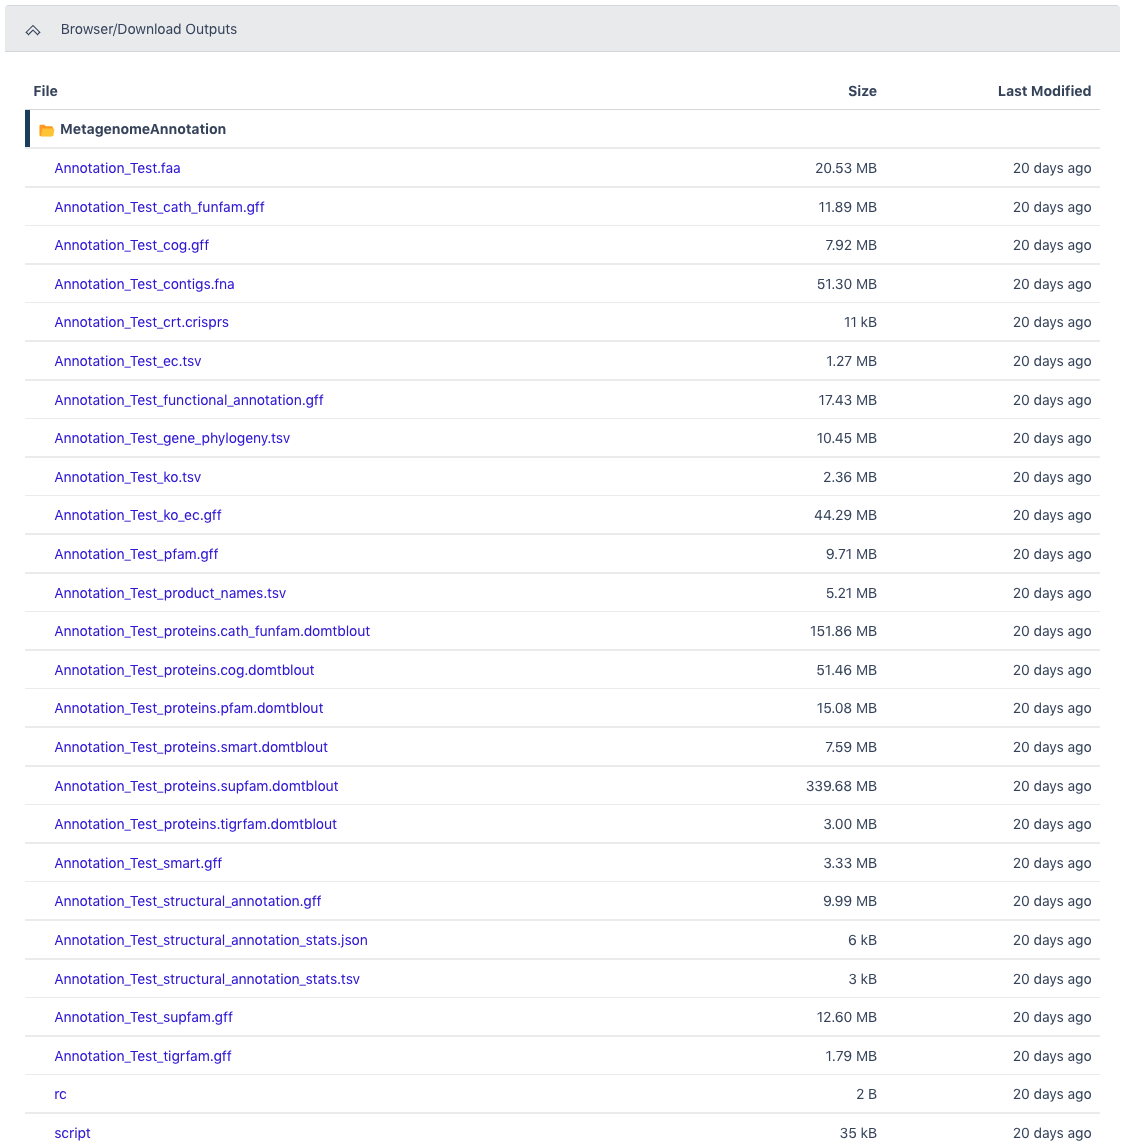 Browser/Download Outputs
File Size Last Modified
MetagenomeAnnotation
Annotation_Test.faa 20.53 MB 20 days ago
Annotation_Test_cath_funfam.gff 11.89 MB 20 days ago
Annotation_Test_cog.gff 7.92 MB 20 days ago
Annotation_Test_contigs.fna 51.30 MB 20 days ago
Annotation_Test_crt.crisprs 11 kB 20 days ago
Annotation_Test_ec.tsv 1.27 MB 20 days ago
Annotation_Test_functional_annotation.gff 17.43 MB 20 days ago
Annotation_Test_gene_phylogeny.tsv 10.45 MB 20 days ago
Annotation_Test_ko.tsv 2.36 MB 20 days ago
Annotation_Test_ko_ec.gff 44.29 MB 20 days ago
Annotation_Test_pfam.gff 9.71 MB 20 days ago
Annotation_Test_product_names.tsv 5.21 MB 20 days ago
Annotation_Test_proteins.cath_funfam.domtblout 151.86 MB 20 days ago
Annotation_Test_proteins.cog.domtblout 51.46 MB 20 days ago
Annotation_Test_proteins.pfam.domtblout 15.08 MB 20 days ago
Annotation_Test_proteins.smart.domtblout 7.59 MB 20 days ago
Annotation_Test_proteins.supfam.domtblout 339.68 MB 20 days ago
Annotation_Test_proteins.tigrfam.domtblout 3.00 MB 20 days ago
Annotation_Test_smart.gff 3.33 MB 20 days ago
Annotation_Test_structural_annotation.gff 9.99 MB 20 days ago
Annotation_Test_structural_annotation_stats.json 6 kB 20 days ago
Annotation_Test_structural_annotation_stats.tsv 3 kB 20 days ago
Annotation_Test_supfam.gff 12.60 MB 20 days ago
Annotation_Test_tigrfam.gff 1.79 MB 20 days ago
rc 2 B 20 days ago
script 35 kB 20 days ago